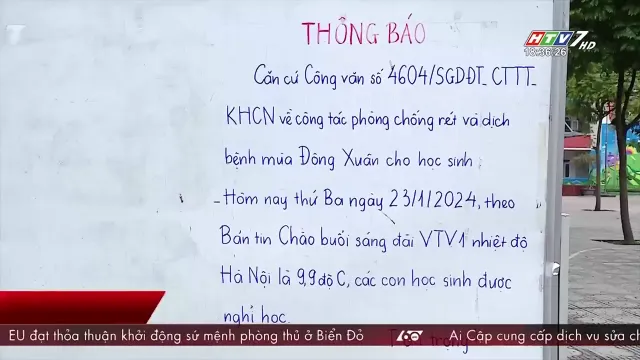 HTV7 HD
18:36:26
THÔNG BÁO
Căn cứ Công văn số 4604/SGDĐT_CTTT_
KHCN về công tác phòng chống rét và dịch
bệnh mùa Đông Xuân cho học sinh
- Hôm nay thứ Ba ngày 23/1/2024, theo
Bản tin Chào buổi sáng đài VTV1 nhiệt độ
Hà Nội là 9,9 độ C, các con học sinh được
nghỉ học.
EU đạt thỏa thuận khởi động sứ mệnh phòng thủ ở Biển Đỏ
60
Ai Cập cung cấp dịch vụ sửa ch